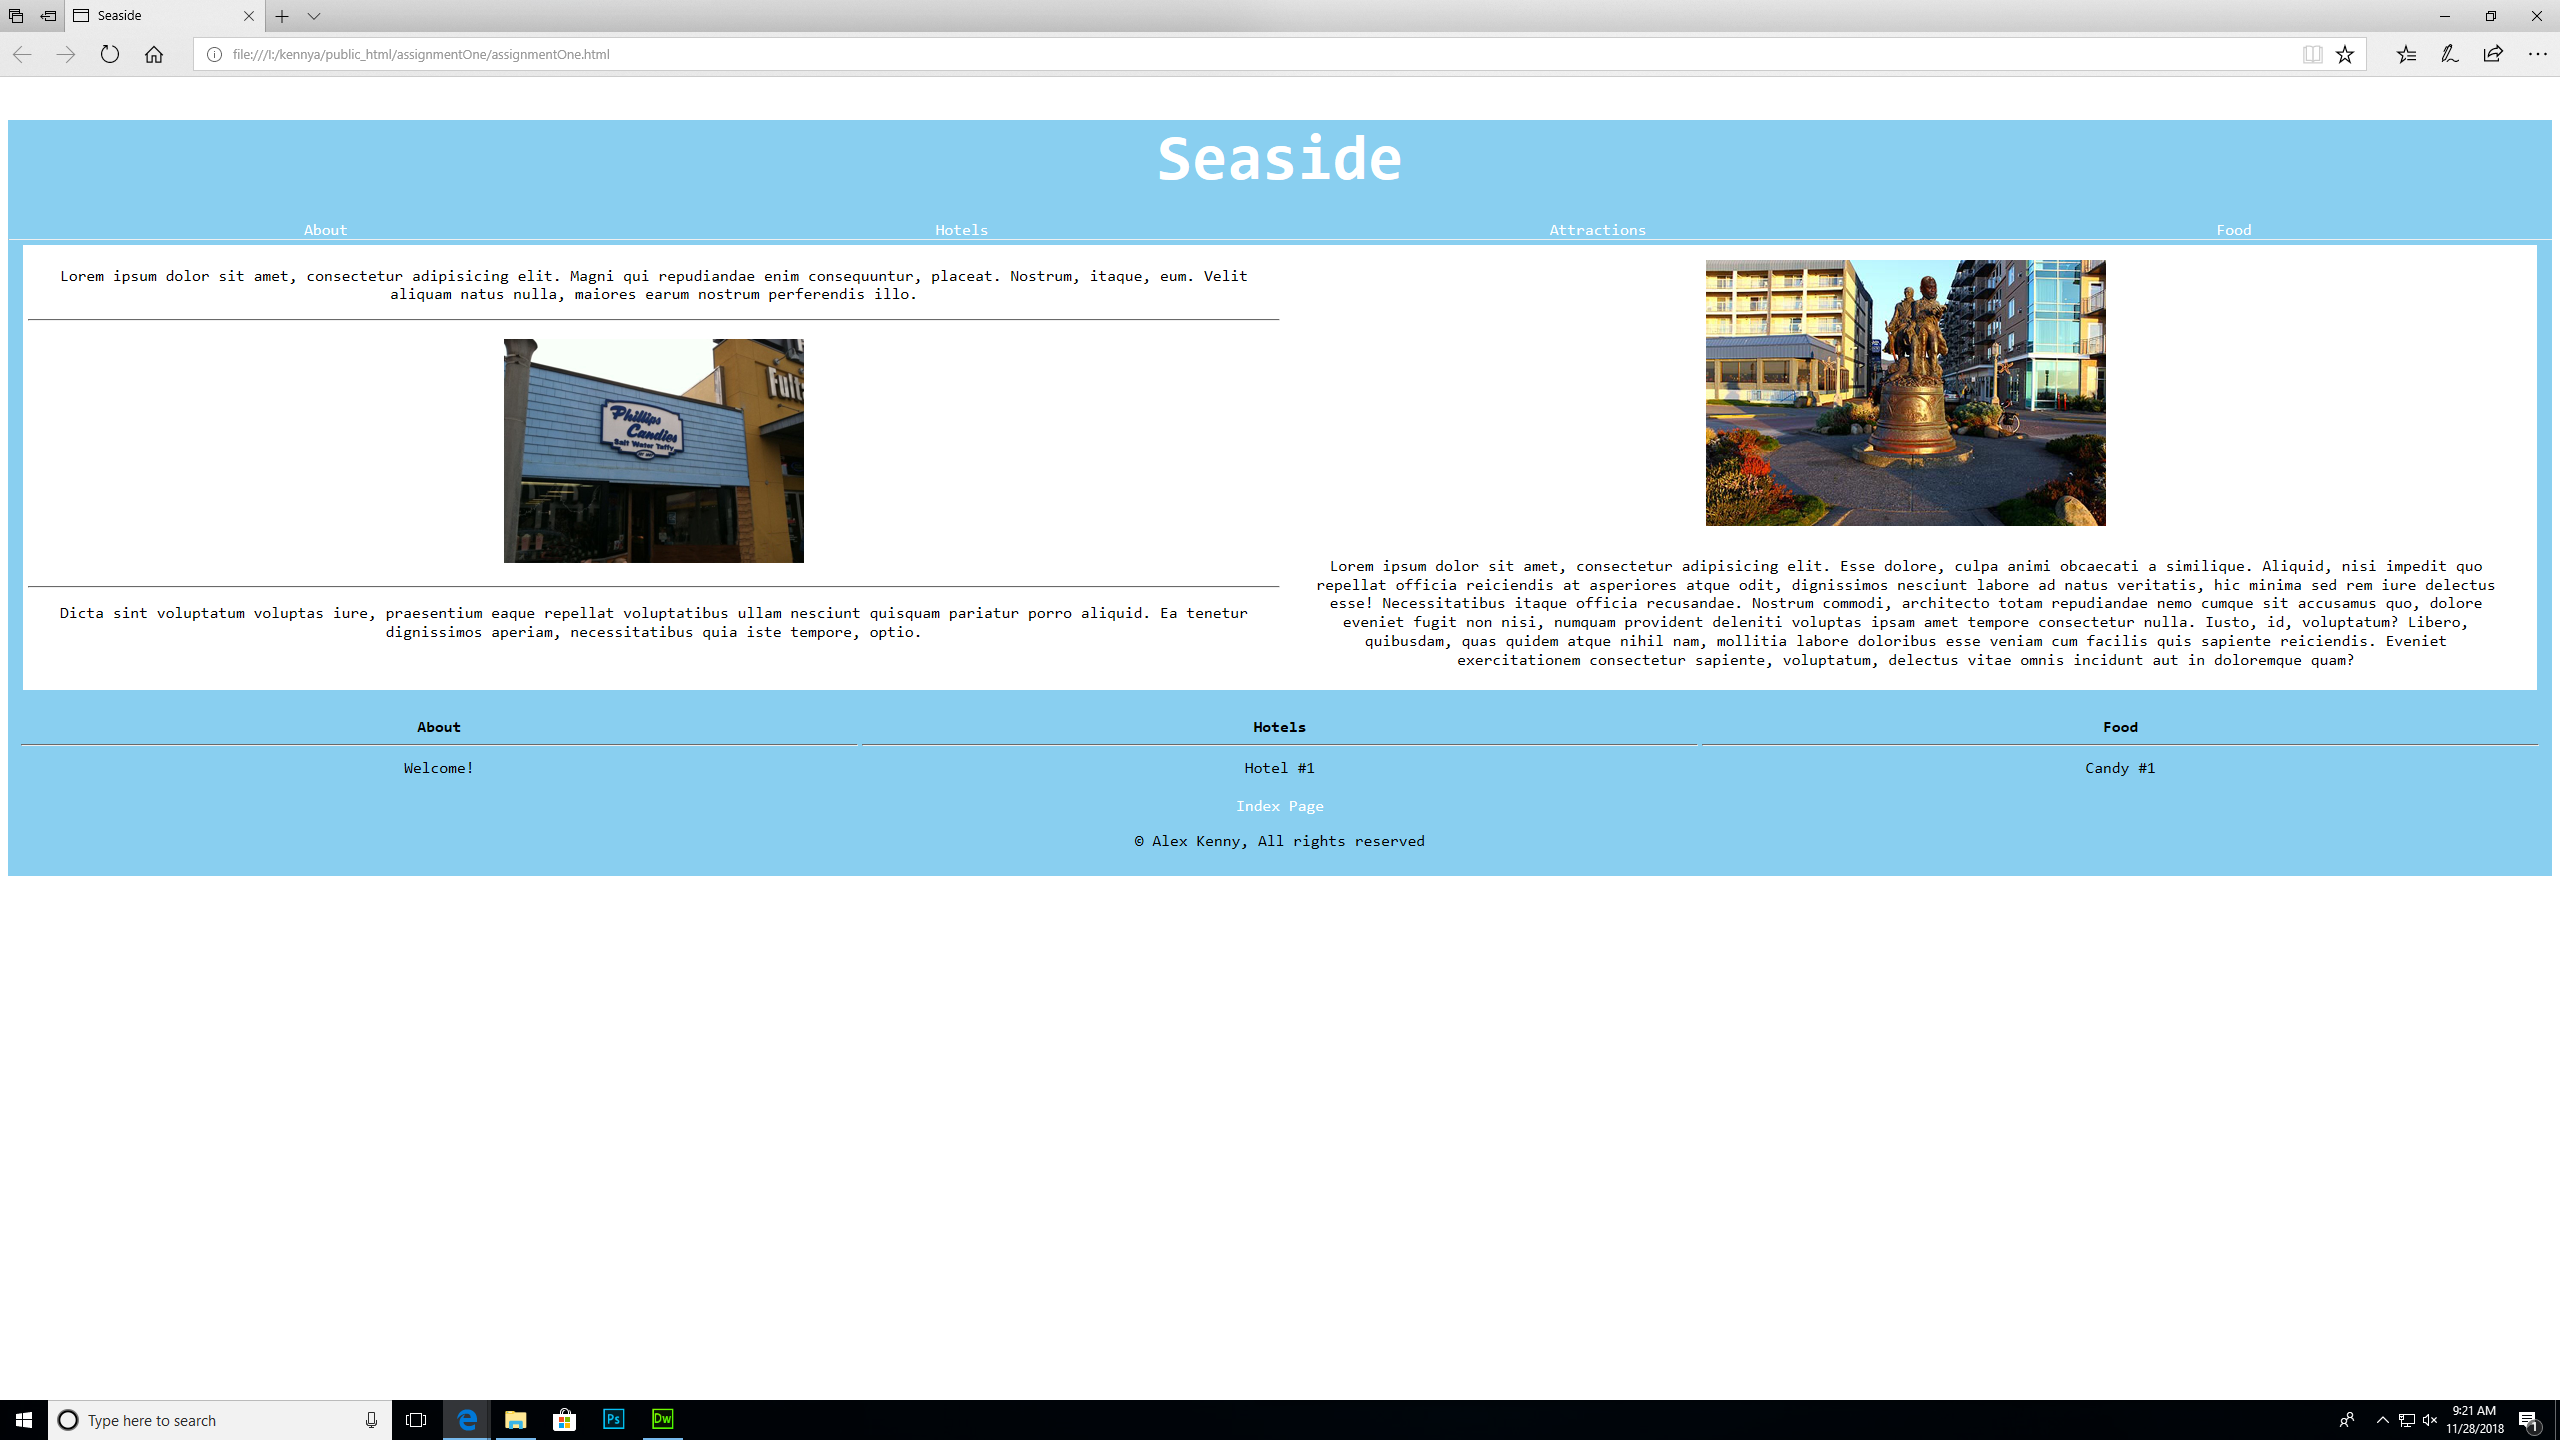 Seaside
file:///I:/kennya/public_html/assignmentOne/assignmentOne.html
Seaside
About Hotels Attractions Food
Lorem ipsum dolor sit amet, consectetur adipisicing elit. Magni qui repudiandae enim consequuntur, placeat. Nostrum, itaque, eum. Velit
aliquam natus nulla, maiores earum nostrum perferendis illo.
Phillips
Candies
Salt Water Taffy
Dicta sint voluptatum voluptas iure, praesentium eaque repellat voluptatibus ullam nesciunt quisquam pariatur porro aliquid. Ea tenetur
dignissimos aperiam, necessitatibus quia iste tempore, optio.
Lorem ipsum dolor sit amet, consectetur adipisicing elit. Esse dolore, culpa animi obcaecati a similique. Aliquid, nisi impedit quo
repellat officia reiciendis at asperiores atque odit, dignissimos nesciunt labore ad natus veritatis, hic minima sed rem iure delectus
esse! Necessitatibus itaque officia recusandae. Nostrum commodi, architecto totam repudiandae nemo cumque sit accusamus quo, dolore
eveniet fugit non nisi, numquam provident deleniti voluptas ipsam amet tempore consectetur nulla. Iusto, id, voluptatum? Libero,
quibusdam, quas quidem atque nihil nam, mollitia labore doloribus esse veniam cum facilis quis sapiente reiciendis. Eveniet
exercitationem consectetur sapiente, voluptatum, delectus vitae omnis incidunt aut in doloremque quam?
About Hotels Food
Welcome! Hotel #1 Candy #1
Index Page
© Alex Kenny, All rights reserved
Type here to search
Ps
Dw
9:21 AM
11/28/2018
1